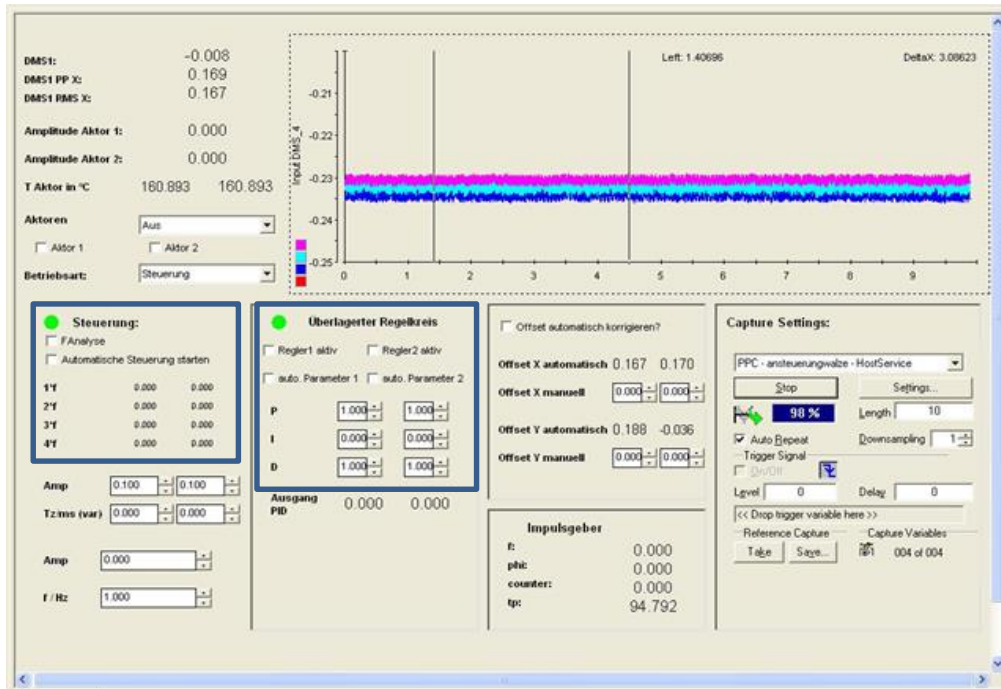 DMS1: -0.008
DMS1 PP X: 0.169
DMS1 RMS X: 0.167
Amplitude Aktor 1: 0.000
Amplitude Aktor 2: 0.000
T Aktor in °C 160.893 160.893
Aktoren Aus
Aktor 1 Aktor 2
Betriebsart: Steuerung
Left: 1.40696 DeltaX: 3.08623
Input DMS_4
-0.21
-0.22
-0.23
-0.24
-0.25
0 1 2 3 4 5 6 7 8 9
Steuerung:
FAnalyse
Automatische Steuerung starten
1*f 0.000 0.000
2*f 0.000 0.000
3*f 0.000 0.000
4*f 0.000 0.000
Amp 0.100 0.100
Tz/ms (var) 0.000 0.000
Amp 0.000
f / Hz 1.000
Überlagerter Regelkreis
Regler1 aktiv Regler2 aktiv
auto. Parameter 1 auto. Parameter 2
P 1.000 1.000
I 0.000 0.000
D 1.000 1.000
Ausgang PID 0.000 0.000
Offset automatisch korrigieren?
Offset X automatisch 0.167 0.170
Offset X manuell 0.000 0.000
Offset Y automatisch 0.188 -0.036
Offset Y manuell 0.000 0.000
Impulsgeber
f: 0.000
phi: 0.000
counter: 0.000
tp: 94.792
Capture Settings:
PPC - ansteuerungwalze - HostService
Stop Settings...
98 % Length 10
Auto Repeat Downsampling 1
Trigger Signal
On/Off
Level 0 Delay 0
<< Drop trigger variable here >>
Reference Capture Capture Variables
Take Save... 004 of 004